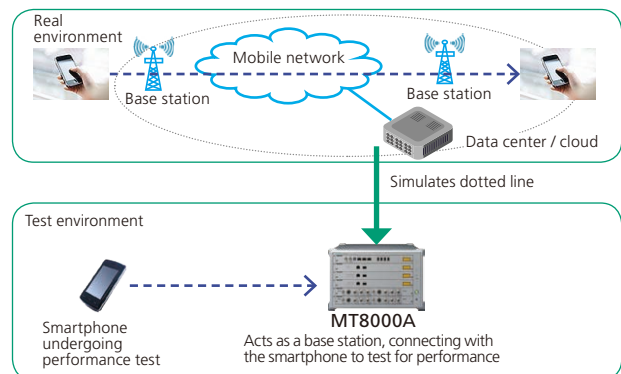 Real
environment
Mobile network
Base station
Base station
Data center / cloud
Simulates dotted line
Test environment
MT8000A
Smartphone
undergoing
performance test
Acts as a base station, connecting with
the smartphone to test for performance